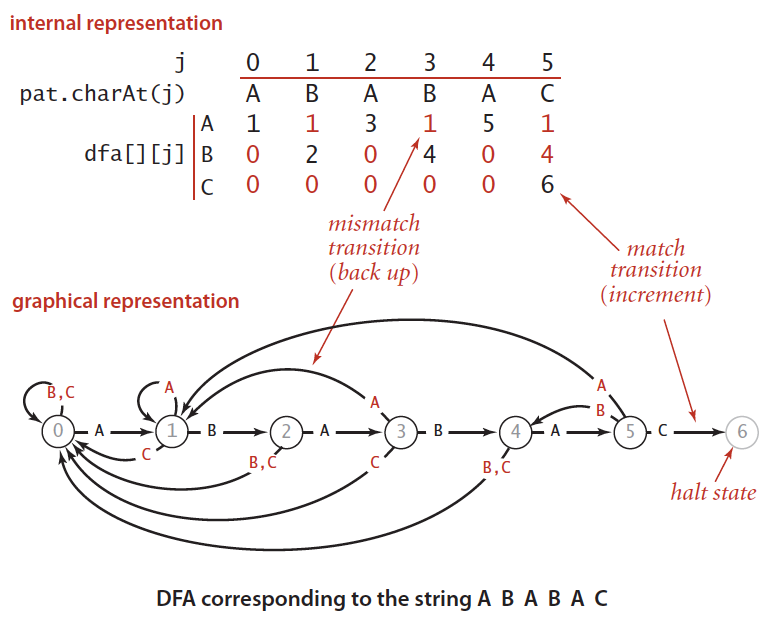 internal representation
j 0 1 2 3 4 5
pat.charAt(j) A B A B A C
A 1 1 3 1 5 1
dfa[][j] B 0 2 0 4 0 4
C 0 0 0 0 0 6
mismatch
transition
(back up)
match
transition
(increment)
graphical representation
A
B,C A A A B
0 A 1 B 2 A 3 B 4 A 5 C 6
C B,C C B,C
halt state
DFA corresponding to the string A B A B A C